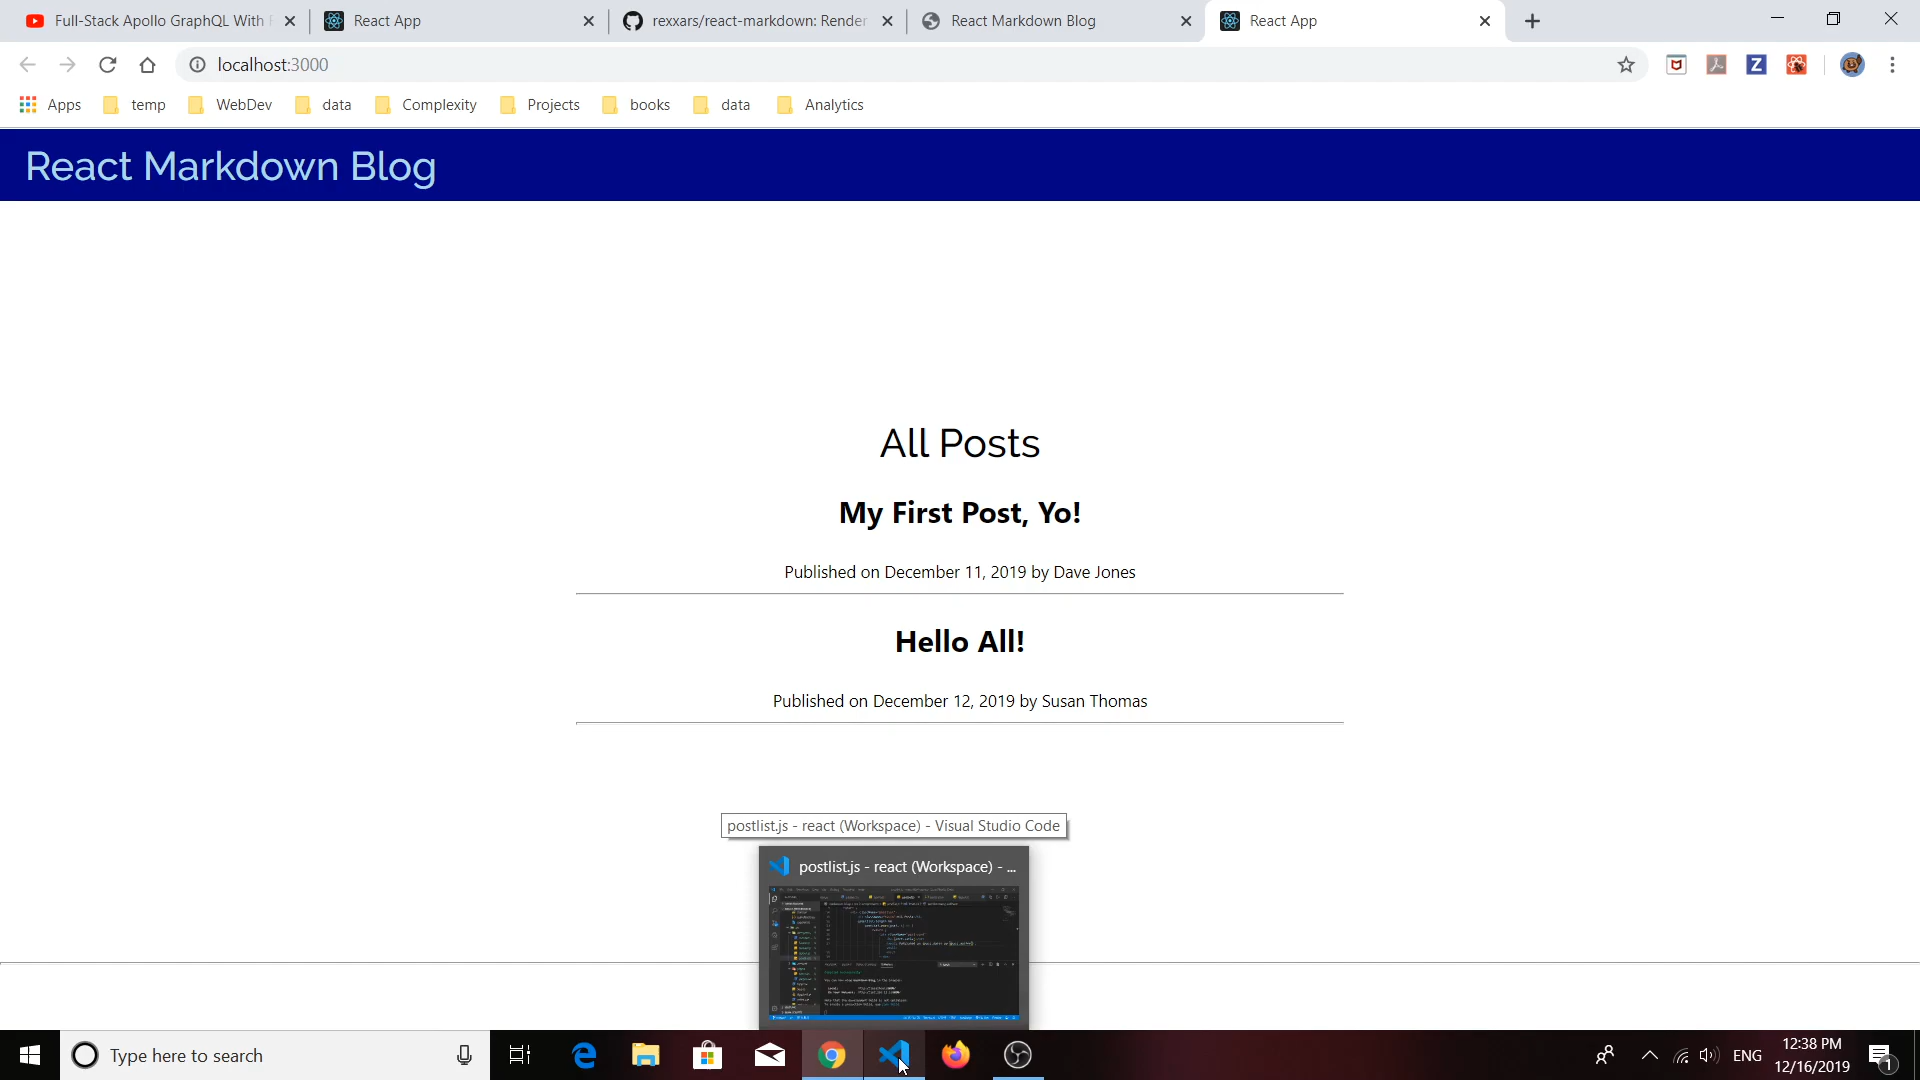 Full-Stack Apollo GraphQL With
React App
rexxars/react-markdown: Render
React Markdown Blog
React App
localhost:3000
Apps
temp
WebDev
data
Complexity
Projects
books
data
Analytics
React Markdown Blog
All Posts
My First Post, Yo!
Published on December 11, 2019 by Dave Jones
Hello All!
Published on December 12, 2019 by Susan Thomas
postlist.js - react (Workspace) - Visual Studio Code
postlist.js - react (Workspace) - ...
Type here to search
ENG
12:38 PM
12/16/2019
1